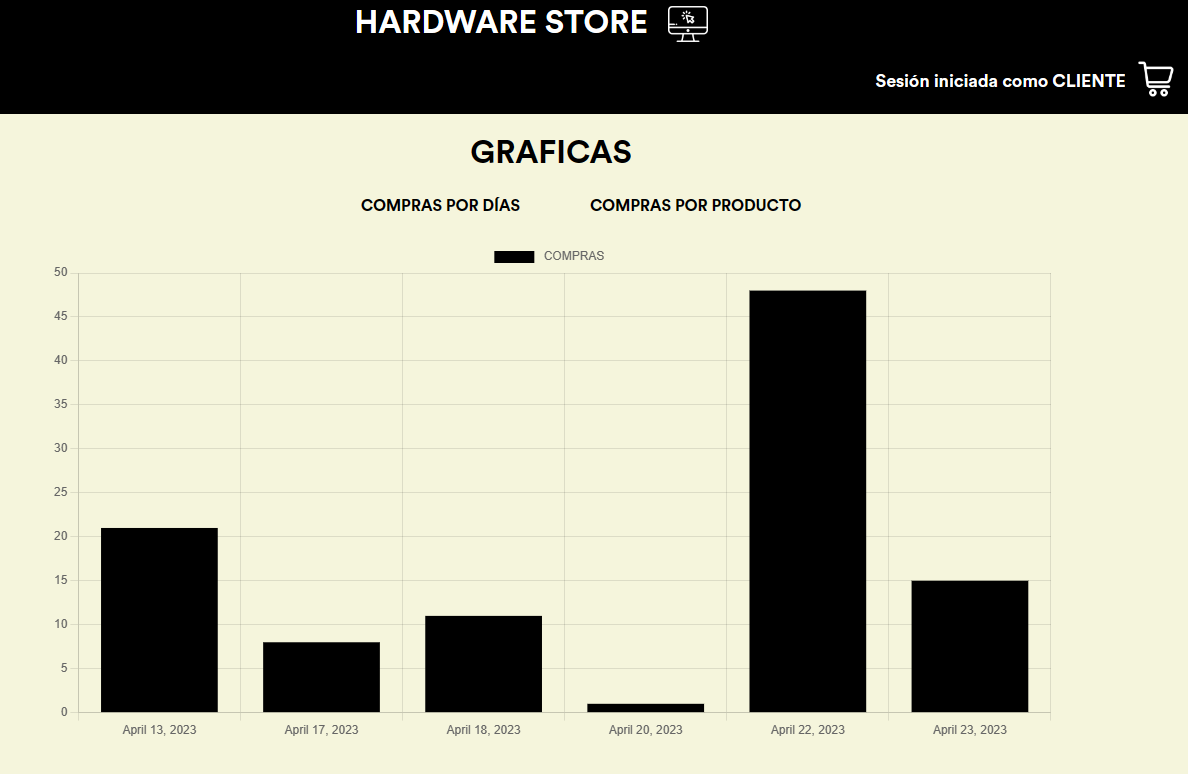 HARDWARE STORE
Sesión iniciada como CLIENTE
GRAFICAS
COMPRAS POR DÍAS COMPRAS POR PRODUCTO
COMPRAS
50
45
40
35
30
25
20
15
10
5
0
April 13, 2023 April 17, 2023 April 18, 2023 April 20, 2023 April 22, 2023 April 23, 2023